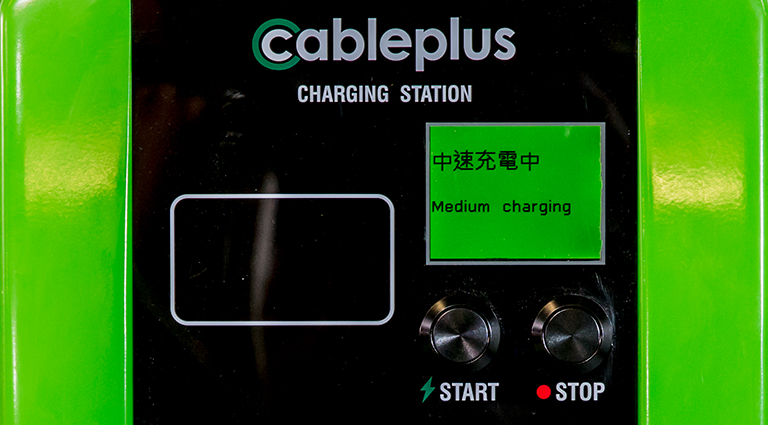 cableplus
CHARGING STATION
中速充電中
Medium charging
START
STOP